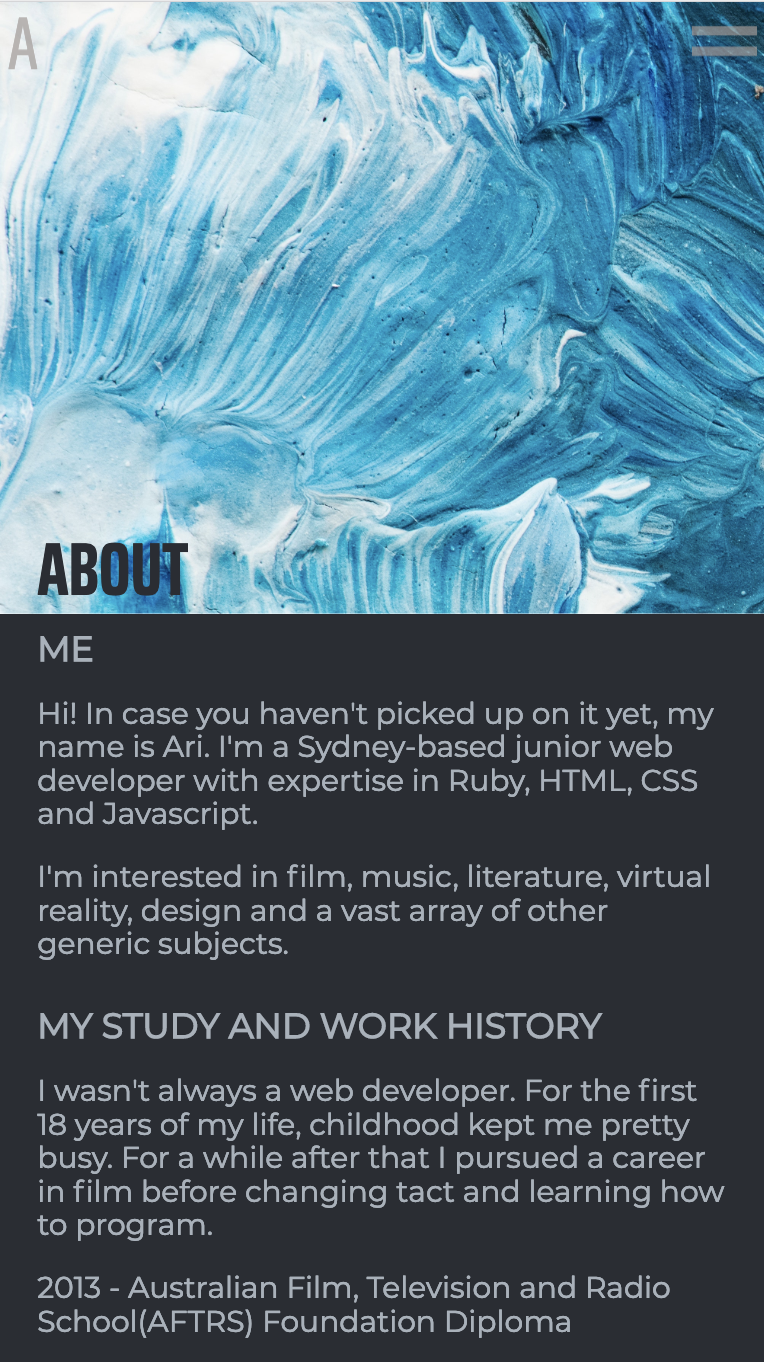 A
ABOUT
ME
Hi! In case you haven't picked up on it yet, my
name is Ari. I'm a Sydney-based junior web
developer with expertise in Ruby, HTML, CSS
and Javascript.
I'm interested in film, music, literature, virtual
reality, design and a vast array of other
generic subjects.
MY STUDY AND WORK HISTORY
I wasn't always a web developer. For the first
18 years of my life, childhood kept me pretty
busy. For a while after that I pursued a career
in film before changing tact and learning how
to program.
2013 - Australian Film, Television and Radio
School(AFTRS) Foundation Diploma